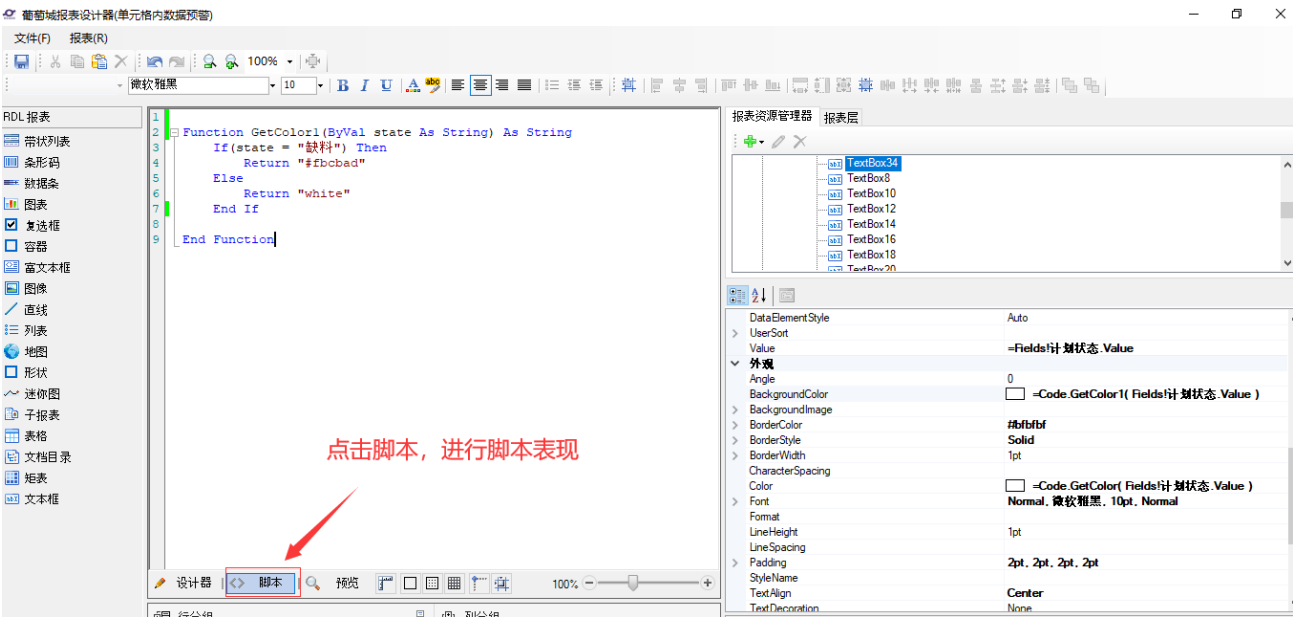 葡萄城报表设计器(单元格内数据预警)
文件(F) 报表(R)
100%
微软雅黑 10 B I U A abc
RDL 报表
带状列表
条形码
数据条
图表
复选框
容器
富文本框
图像
直线
列表
地图
形状
迷你图
子报表
表格
文档目录
矩表
文本框
1
2 Function GetColor1(ByVal state As String) As String
3 If(state = "缺料") Then
4 Return "#fbcbad"
5 Else
6 Return "white"
7 End If
8
9 End Function
点击脚本，进行脚本表现
设计器 脚本 预览 100%
行分组 列分组
报表资源管理器 报表层
TextBox34
TextBox8
TextBox10
TextBox12
TextBox14
TextBox16
TextBox18
TextBox20
DataElementStyle Auto
UserSort
Value =Fields!计划状态.Value
外观
Angle 0
BackgroundColor =Code.GetColor1( Fields!计划状态.Value )
BackgroundImage
BorderColor #bfbfbf
BorderStyle Solid
BorderWidth 1pt
CharacterSpacing
Color =Code.GetColor( Fields!计划状态.Value )
Font Normal, 微软雅黑, 10pt, Normal
Format
LineHeight 1pt
LineSpacing
Padding 2pt, 2pt, 2pt, 2pt
StyleName
TextAlign Center
TextDecoration None